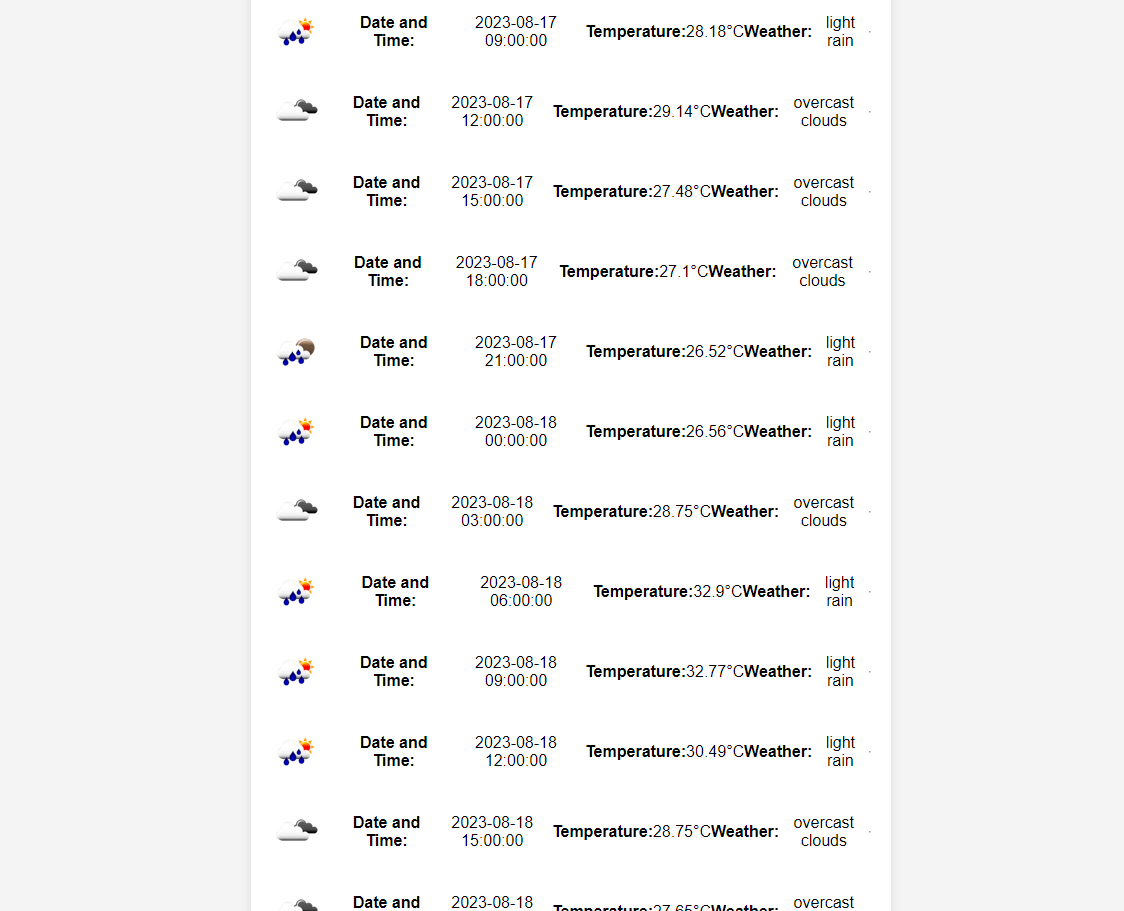 Date and Time: 2023-08-17 09:00:00 Temperature:28.18°CWeather: light rain
Date and Time: 2023-08-17 12:00:00 Temperature:29.14°CWeather: overcast clouds
Date and Time: 2023-08-17 15:00:00 Temperature:27.48°CWeather: overcast clouds
Date and Time: 2023-08-17 18:00:00 Temperature:27.1°CWeather: overcast clouds
Date and Time: 2023-08-17 21:00:00 Temperature:26.52°CWeather: light rain
Date and Time: 2023-08-18 00:00:00 Temperature:26.56°CWeather: light rain
Date and Time: 2023-08-18 03:00:00 Temperature:28.75°CWeather: overcast clouds
Date and Time: 2023-08-18 06:00:00 Temperature:32.9°CWeather: light rain
Date and Time: 2023-08-18 09:00:00 Temperature:32.77°CWeather: light rain
Date and Time: 2023-08-18 12:00:00 Temperature:30.49°CWeather: light rain
Date and Time: 2023-08-18 15:00:00 Temperature:28.75°CWeather: overcast clouds
Date and 2023-08-18 Temperature:27.65°CWeather: overcast